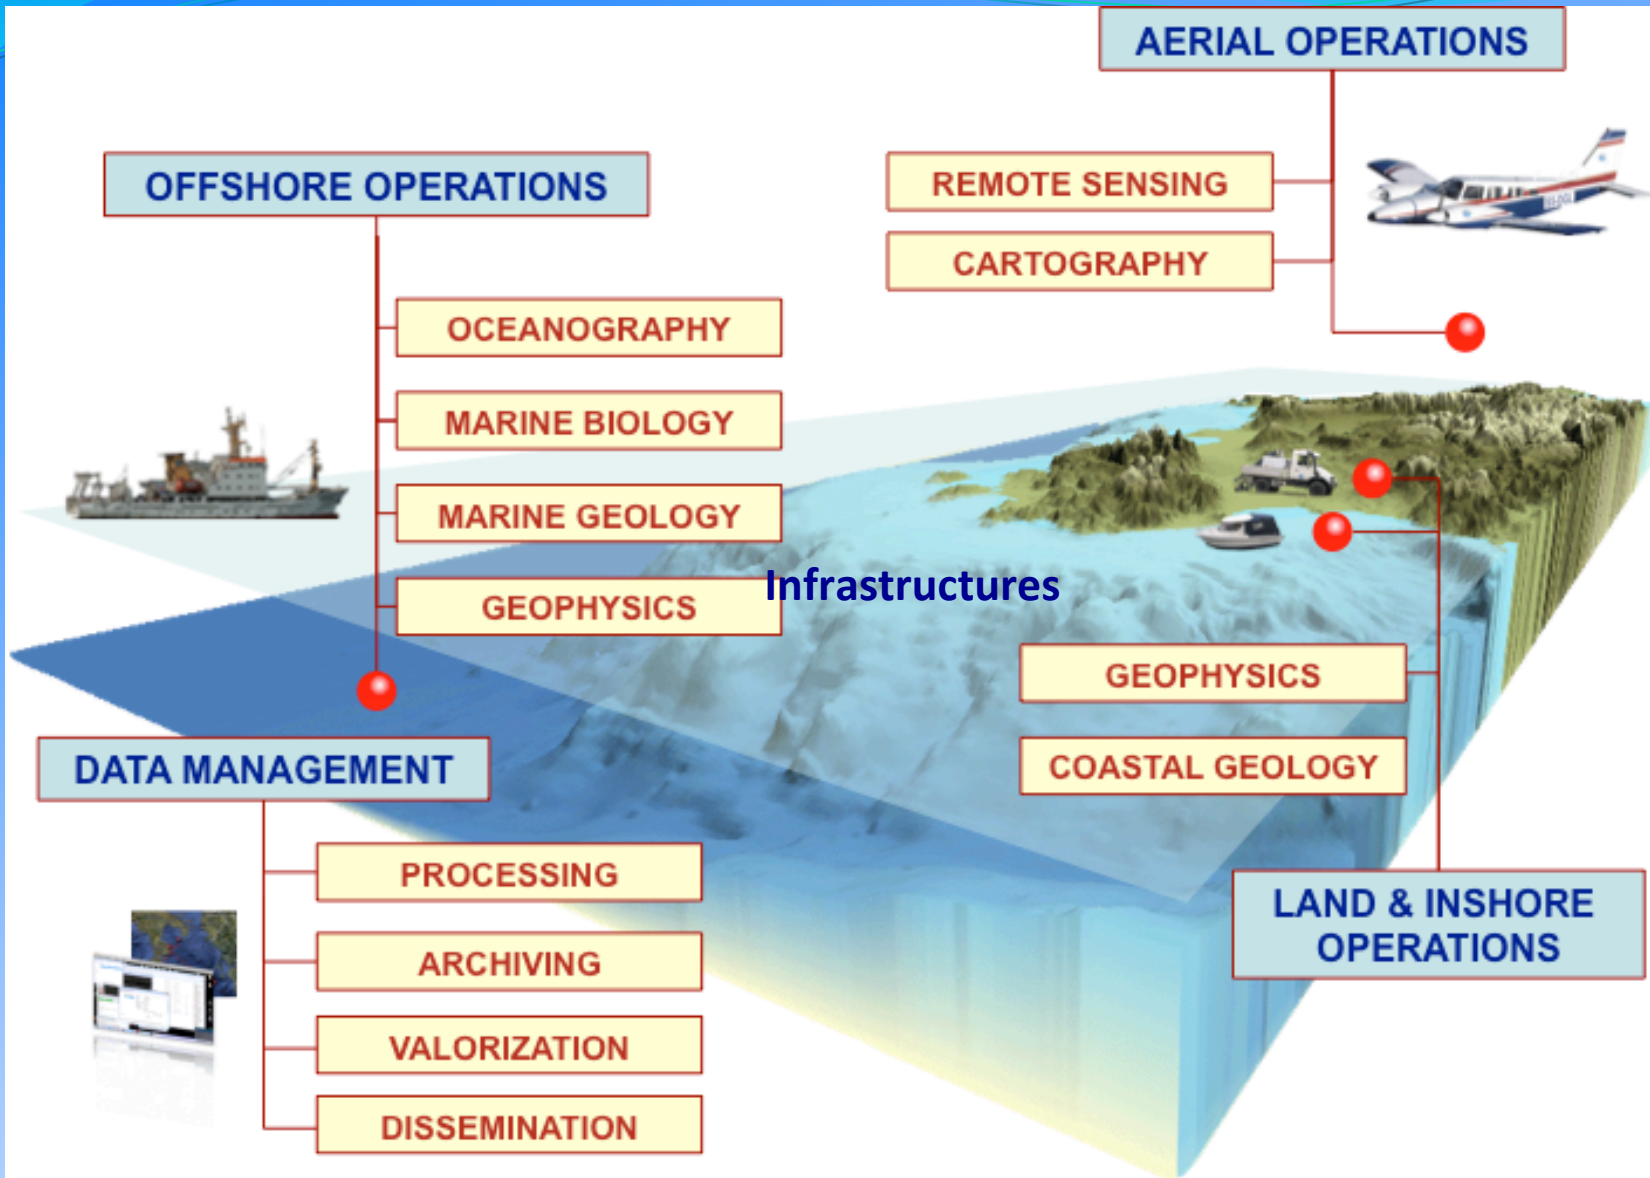 AERIAL OPERATIONS
REMOTE SENSING
CARTOGRAPHY
OFFSHORE OPERATIONS
OCEANOGRAPHY
MARINE BIOLOGY
MARINE GEOLOGY
GEOPHYSICS
Infrastructures
GEOPHYSICS
COASTAL GEOLOGY
LAND & INSHORE
OPERATIONS
DATA MANAGEMENT
PROCESSING
ARCHIVING
VALORIZATION
DISSEMINATION